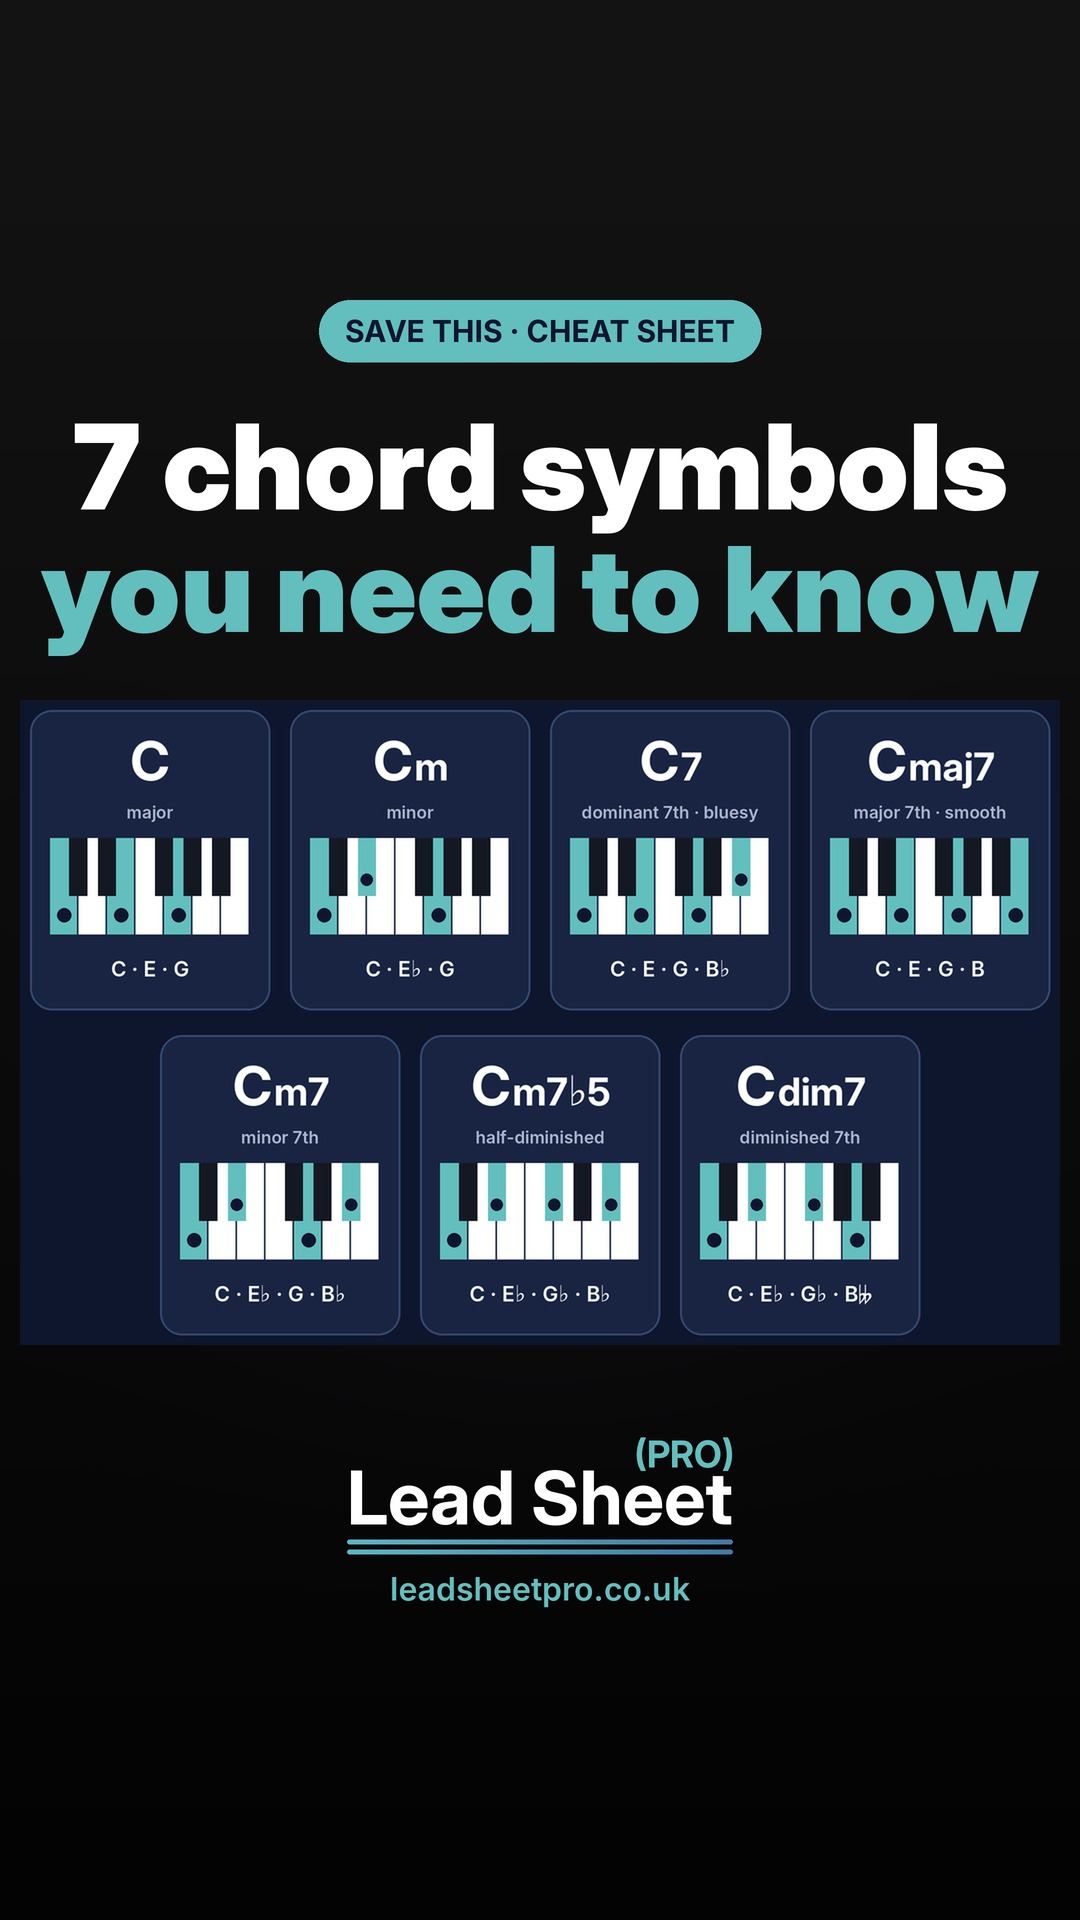 SAVE THIS · CHEAT SHEET
7 chord symbols
you need to know
C
major
C · E · G
Cm
minor
C · E♭ · G
C7
dominant 7th · bluesy
C · E · G · B♭
Cmaj7
major 7th · smooth
C · E · G · B
Cm7
minor 7th
C · E♭ · G · B♭
Cm7♭5
half-diminished
C · E♭ · G♭ · B♭
Cdim7
diminished 7th
C · E♭ · G♭ · B𝄫
(PRO)
Lead Sheet
leadsheetpro.co.uk